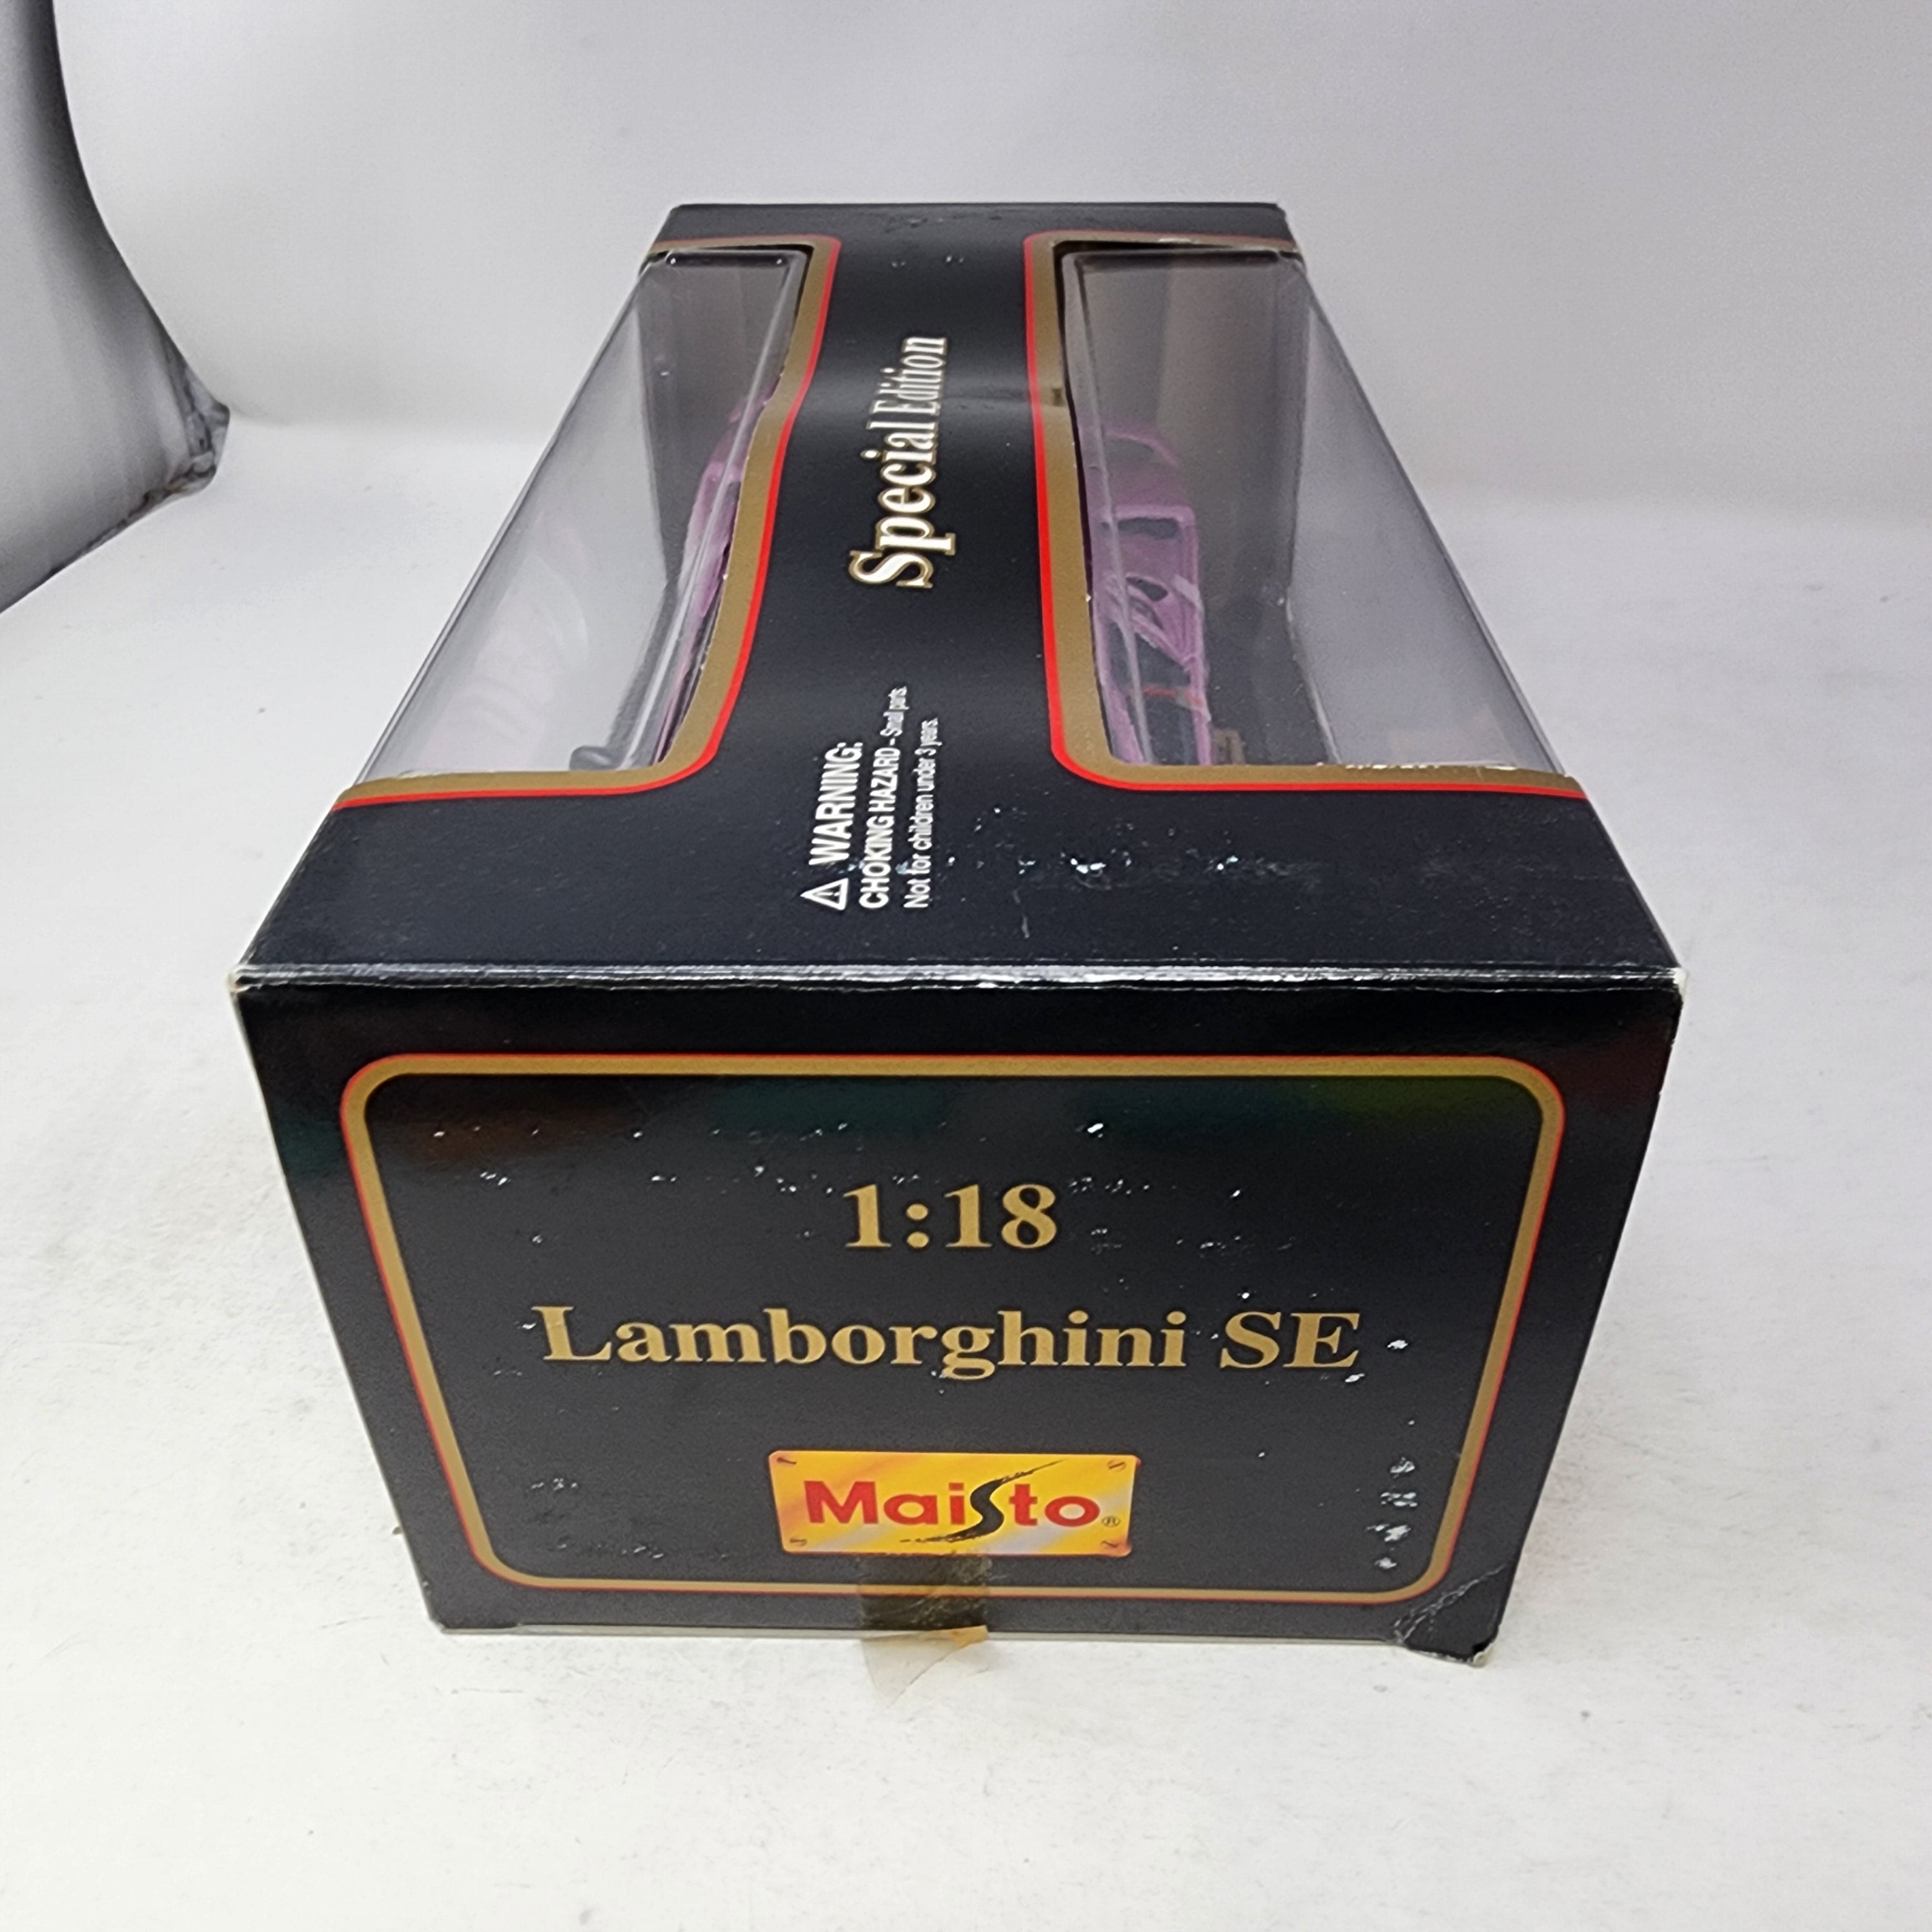 Special Edition
⚠ WARNING:
CHOKING HAZARD - Small parts.
Not for children under 3 years.
1:18
Lamborghini SE
Maisto®